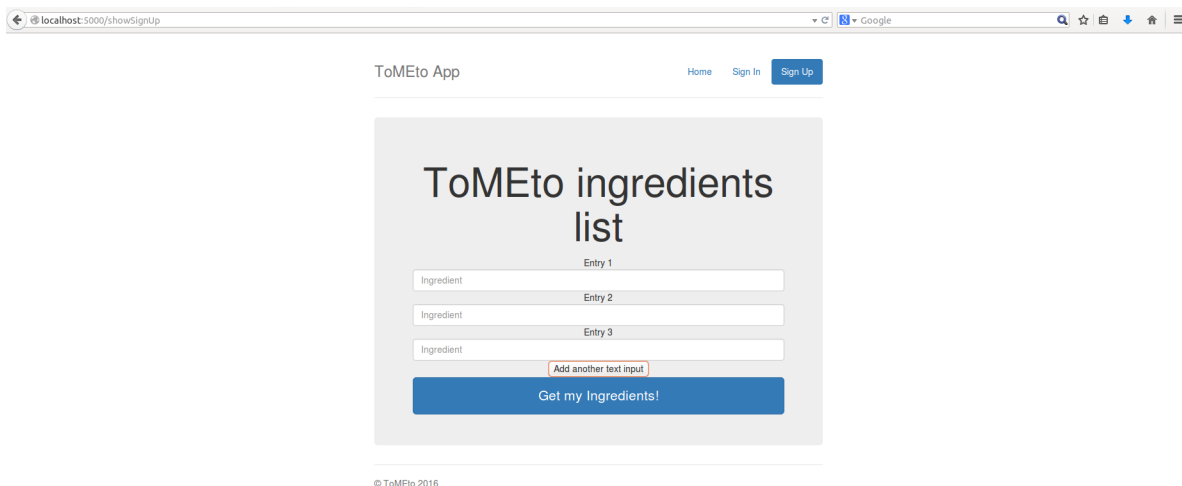 localhost:5000/showSignUp
Google
ToMEto App
Home Sign In Sign Up
ToMEto ingredients
list
Entry 1
Ingredient
Entry 2
Ingredient
Entry 3
Ingredient
Add another text input
Get my Ingredients!
© ToMEto 2016